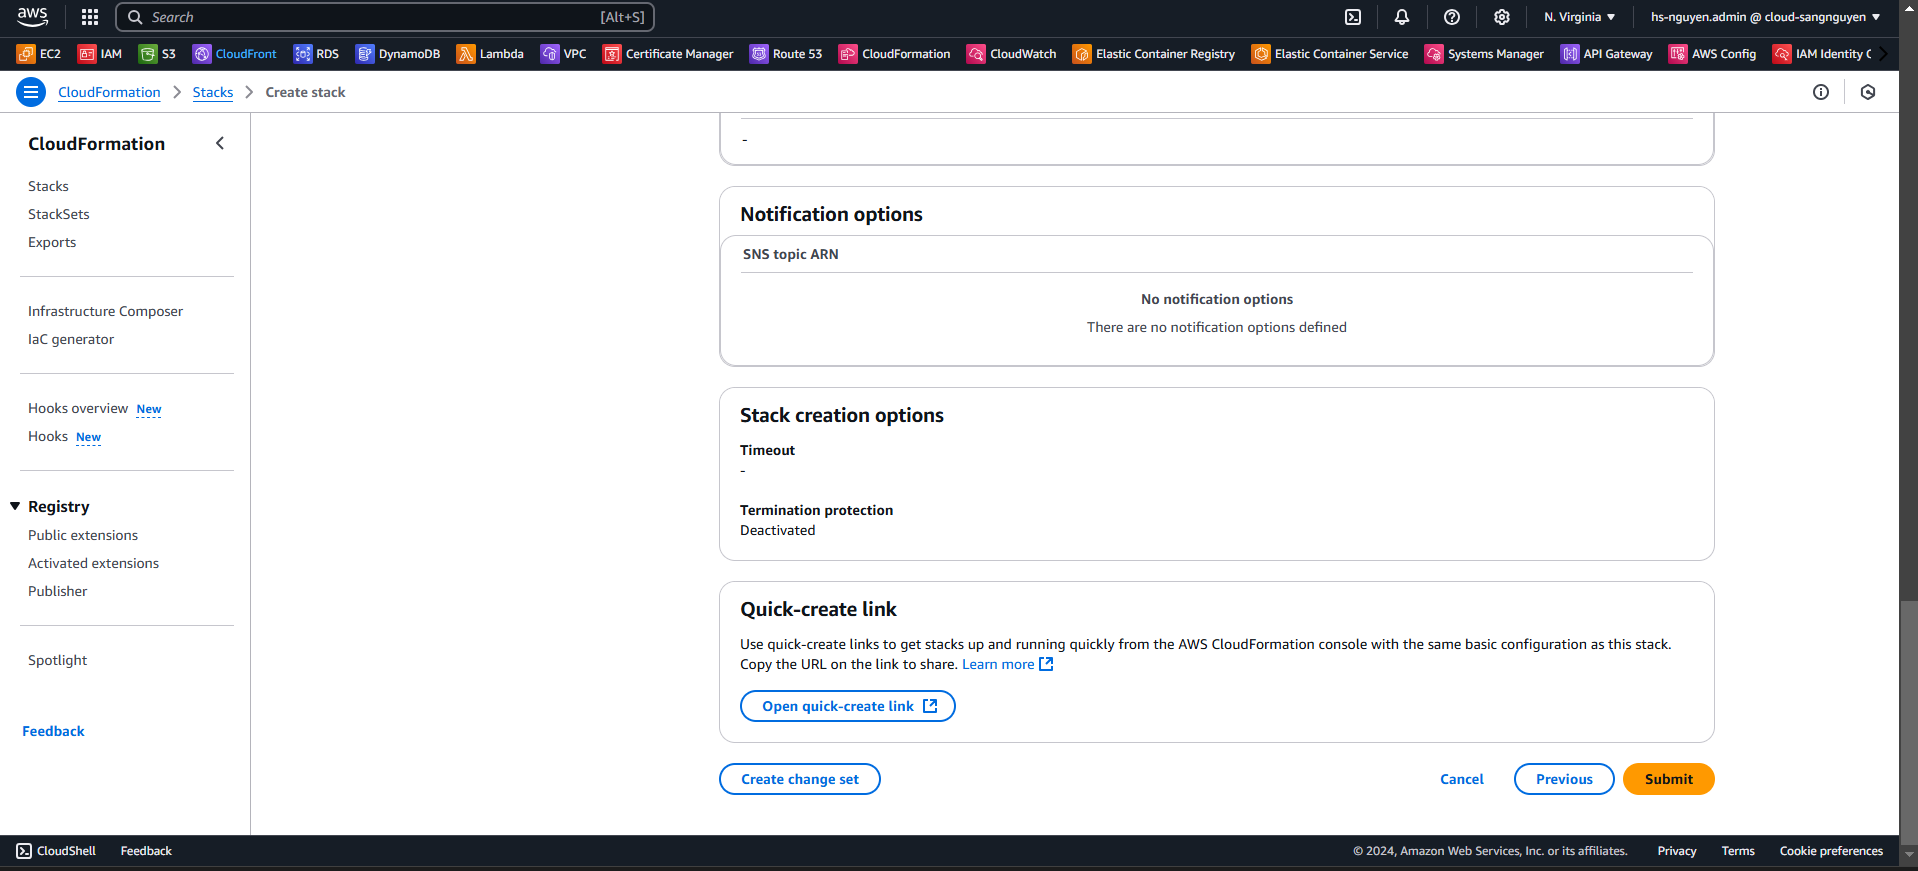 aws
Search [Alt+S]
N. Virginia
hs-nguyen.admin @ cloud-sangnguyen
EC2 IAM S3 CloudFront RDS DynamoDB Lambda VPC Certificate Manager Route 53 CloudFormation CloudWatch Elastic Container Registry Elastic Container Service Systems Manager API Gateway AWS Config IAM Identity C
CloudFormation Stacks Create stack
CloudFormation
Stacks
StackSets
Exports
Infrastructure Composer
IaC generator
Hooks overview New
Hooks New
Registry
Public extensions
Activated extensions
Publisher
Spotlight
Feedback
-
Notification options
SNS topic ARN
No notification options
There are no notification options defined
Stack creation options
Timeout
-
Termination protection
Deactivated
Quick-create link
Use quick-create links to get stacks up and running quickly from the AWS CloudFormation console with the same basic configuration as this stack.
Copy the URL on the link to share. Learn more
Open quick-create link
Create change set
Cancel
Previous
Submit
CloudShell Feedback
© 2024, Amazon Web Services, Inc. or its affiliates. Privacy Terms Cookie preferences